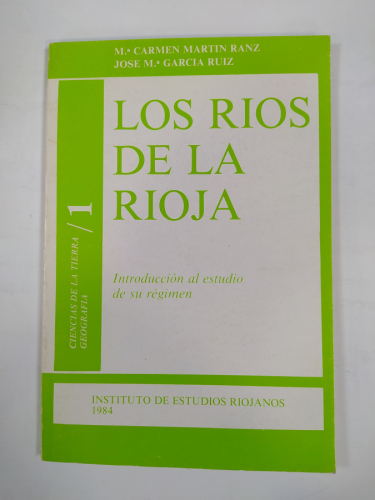 M.ª CARMEN MARTIN RANZ
JOSE M.ª GARCIA RUIZ
LOS RIOS
DE LA
RIOJA
Introducción al estudio
de su régimen
CIENCIAS DE LA TIERRA
GEOGRAFIA
/1
INSTITUTO DE ESTUDIOS RIOJANOS
1984